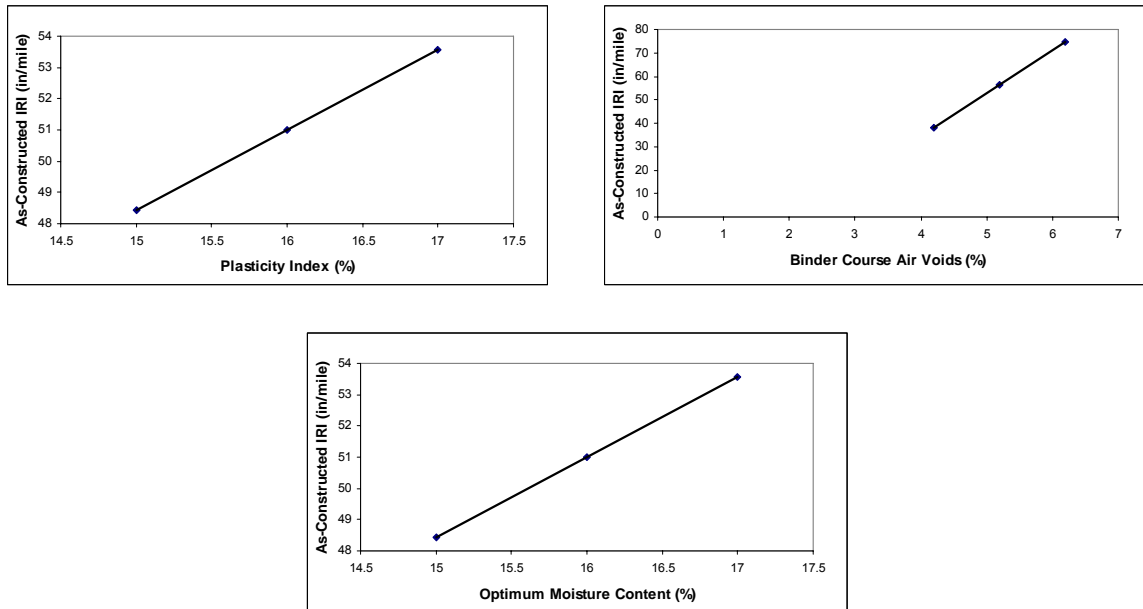 As-Constructed IRI (in/mile)
54
53
52
51
50
49
48
14.5 15 15.5 16 16.5 17 17.5
Plasticity Index (%)
As-Constructed IRI (in/mile)
80
70
60
50
40
30
20
10
0
0 1 2 3 4 5 6 7
Binder Course Air Voids (%)
As-Constructed IRI (in/mile)
54
53
52
51
50
49
48
14.5 15 15.5 16 16.5 17 17.5
Optimum Moisture Content (%)